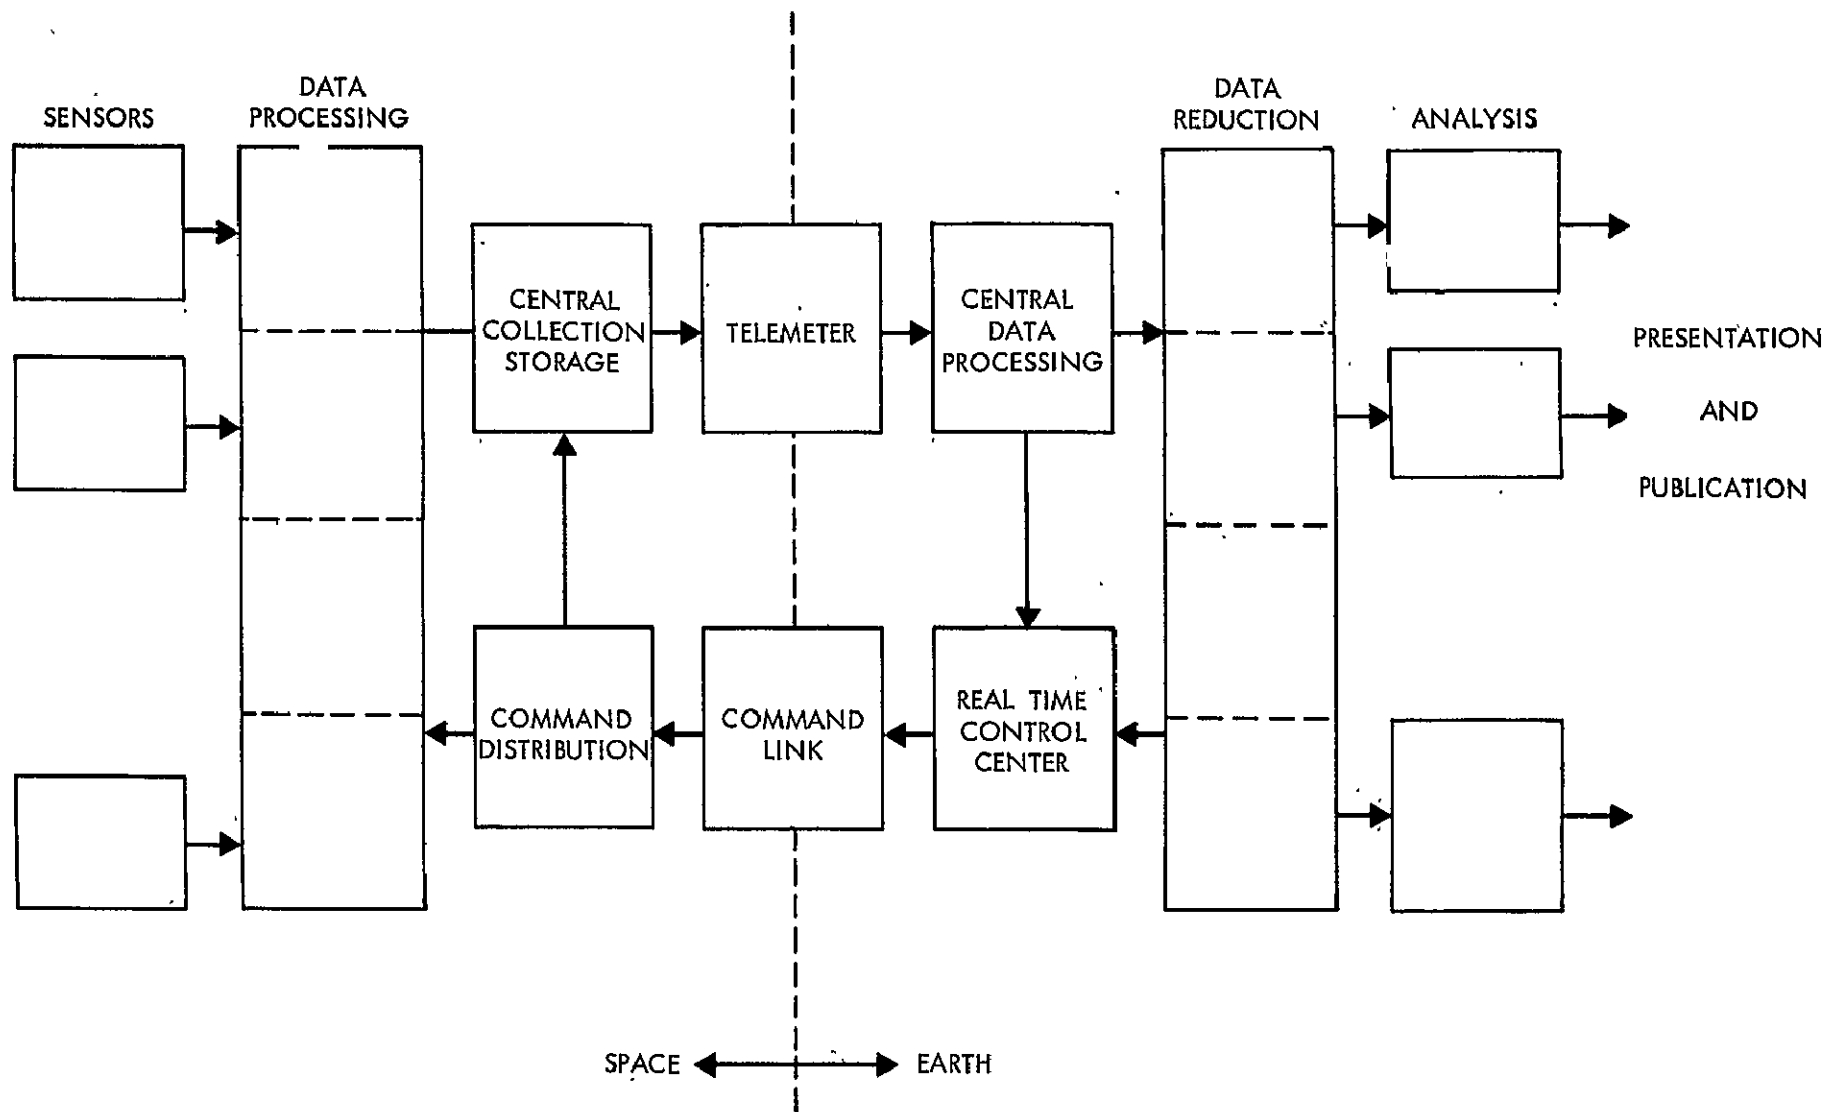 SENSORS
DATA
PROCESSING
DATA
REDUCTION
ANALYSIS
CENTRAL
COLLECTION
STORAGE
TELEMETER
CENTRAL
DATA
PROCESSING
PRESENTATION
AND
PUBLICATION
COMMAND
DISTRIBUTION
COMMAND
LINK
REAL TIME
CONTROL
CENTER
SPACE
EARTH